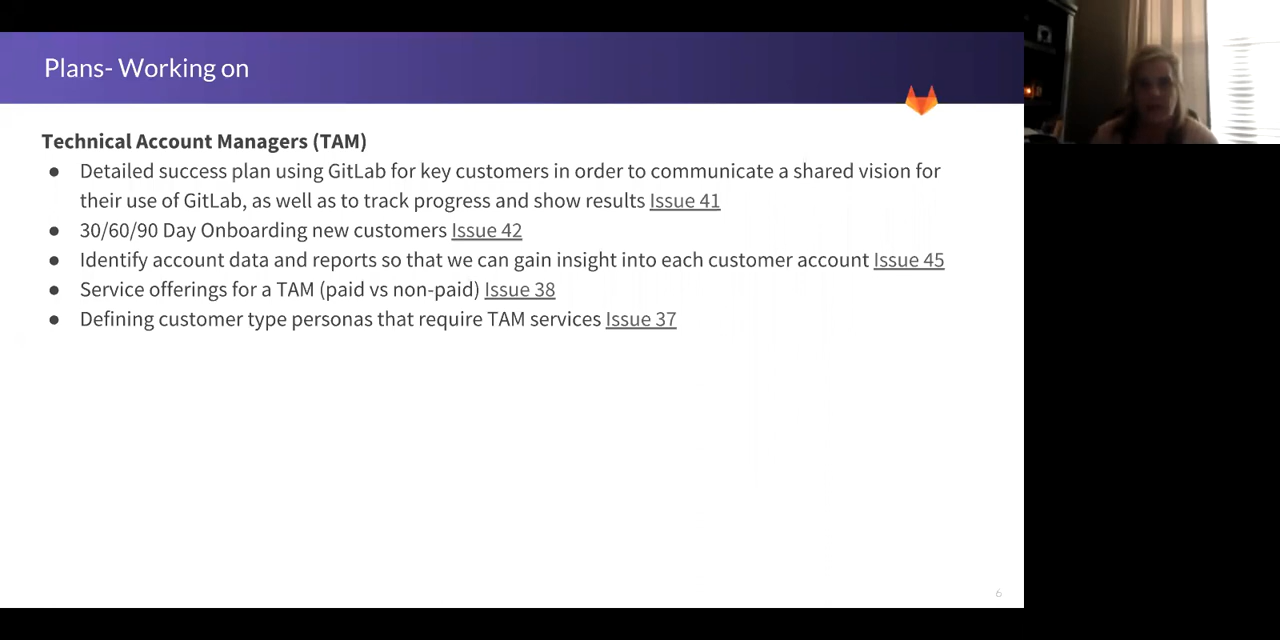 Plans- Working on
Technical Account Managers (TAM)
● Detailed success plan using GitLab for key customers in order to communicate a shared vision for
their use of GitLab, as well as to track progress and show results Issue 41
● 30/60/90 Day Onboarding new customers Issue 42
● Identify account data and reports so that we can gain insight into each customer account Issue 45
● Service offerings for a TAM (paid vs non-paid) Issue 38
● Defining customer type personas that require TAM services Issue 37
6